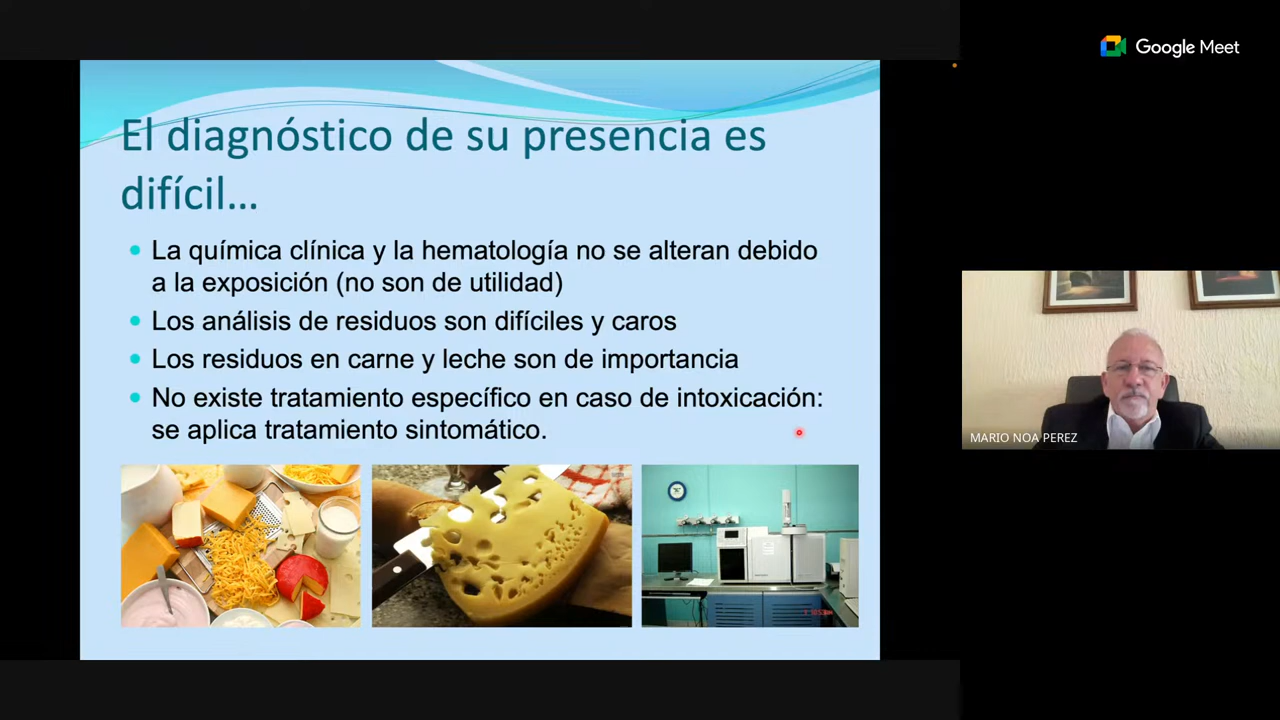 Google Meet
El diagnóstico de su presencia es
difícil...
La química clínica y la hematología no se alteran debido
a la exposición (no son de utilidad)
Los análisis de residuos son difíciles y caros
Los residuos en carne y leche son de importancia
No existe tratamiento específico en caso de intoxicación:
se aplica tratamiento sintomático.
MARIO NOA PEREZ